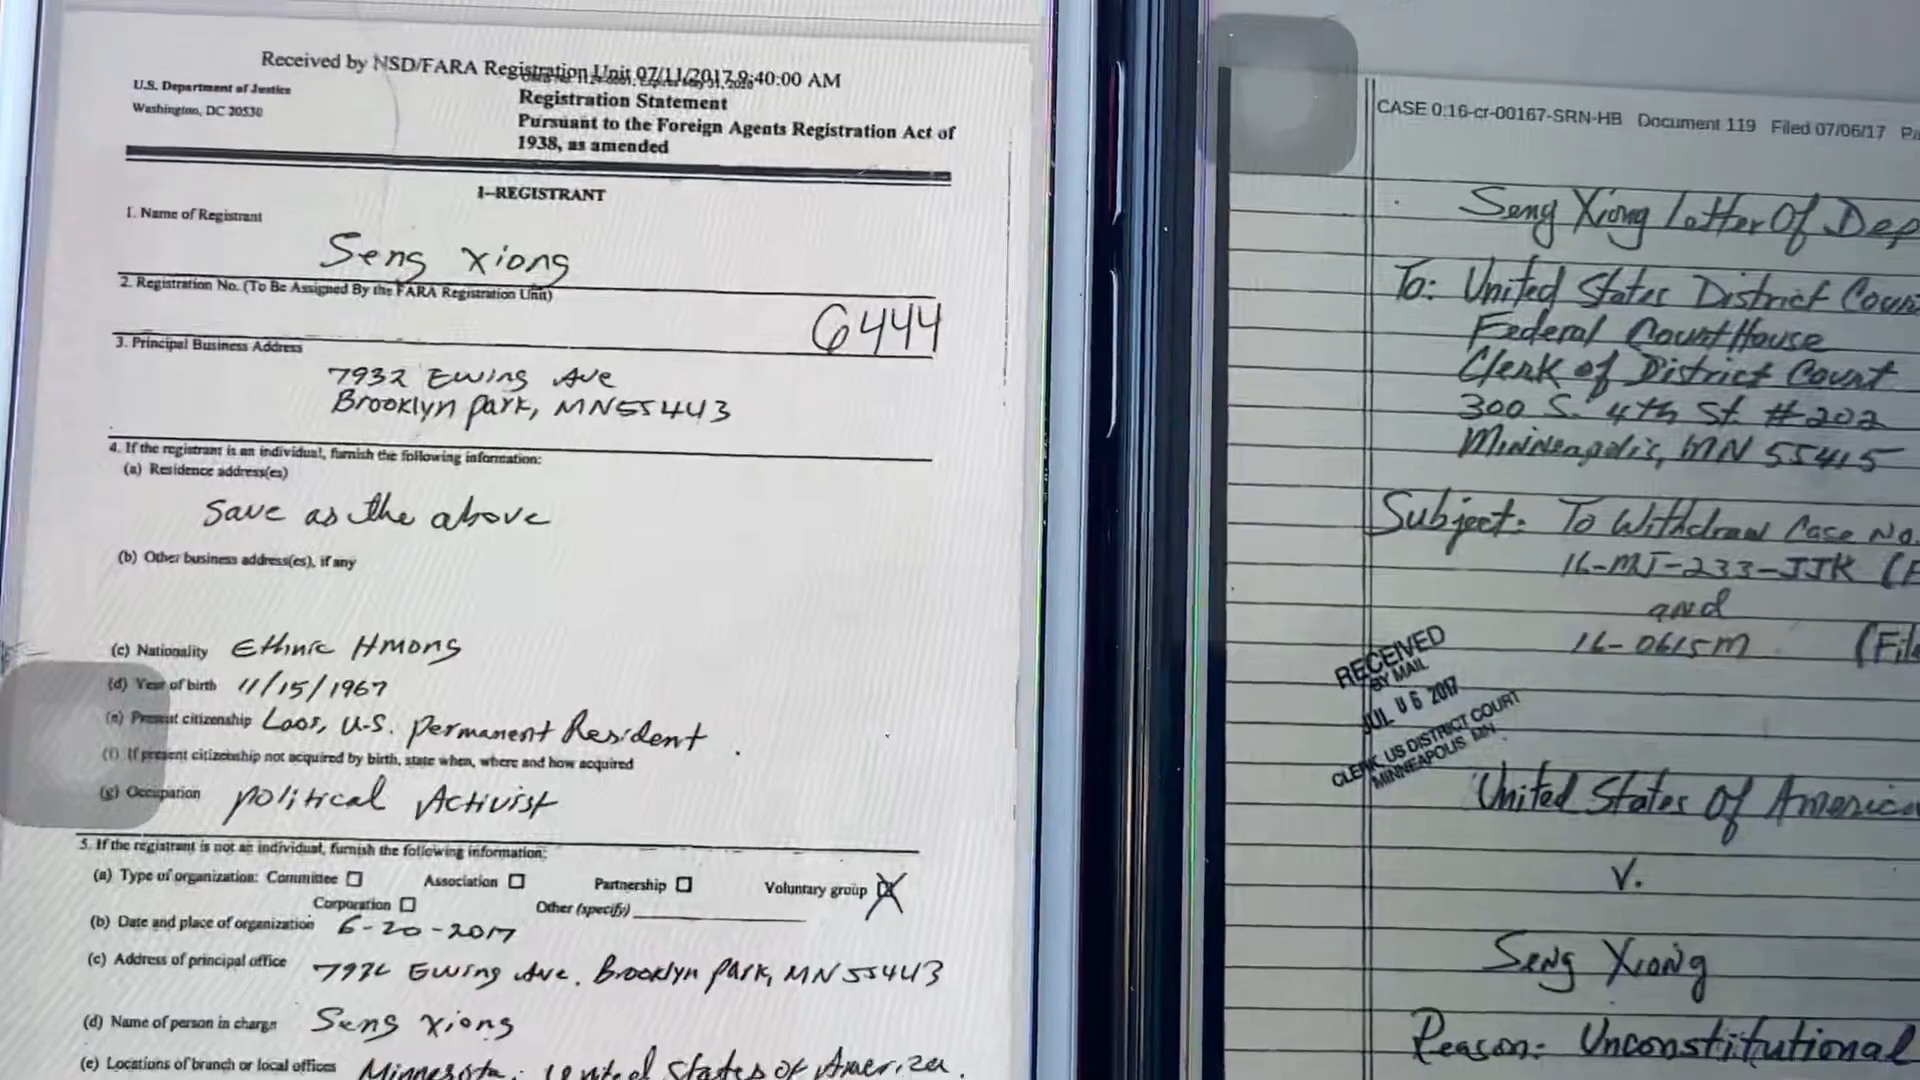 Received by NSD/FARA Registration Unit 07/11/2017 9:40:00 AM
U.S. Department of Justice
Washington, DC 20530
Registration Statement
Pursuant to the Foreign Agents Registration Act of
1938, as amended
I-REGISTRANT
1. Name of Registrant
Seng Xiong
2. Registration No. (To Be Assigned By the FARA Registration Unit)
6444
3. Principal Business Address
7932 Ewing Ave
Brooklyn park, MN55443
4. If the registrant is an individual, furnish the following information:
(a) Residence address(es)
Save as the above
(b) Other business address(es), if any
(c) Nationality Ethnic Hmong
(d) Year of birth 11/15/1967
(e) Present citizenship Laos, U.S. permanent Resident
(f) If present citizenship not acquired by birth, state when, where and how acquired
(g) Occupation political Activist
5. If the registrant is not an individual, furnish the following information:
(a) Type of organization: Committee Association Partnership Voluntary group
Corporation Other (specify)
(b) Date and place of organization 6-20-2017
(c) Address of principal office 7932 Ewing Ave. Brooklyn park, MN 55443
(d) Name of person in charge Seng Xiong
(e) Locations of branch or local offices Minnesota, United States of America.
CASE 0:16-cr-00167-SRN-HB Document 119 Filed 07/06/17
Seng Xiong Letter Of Dep
To: United States District Cour
Federal CourtHouse
Clerk of District Court
300 S. 4th St. #202
Minneapolis, MN 55415
Subject: To Withdraw Case No.
16-MJ-233-JJK (F
and
16-0615M (Fil
RECEIVED
BY MAIL
JUL 06 2017
CLERK, US DISTRICT COURT
MINNEAPOLIS, MN
United States Of America
V.
Seng Xiong
Reason: Unconstitutional